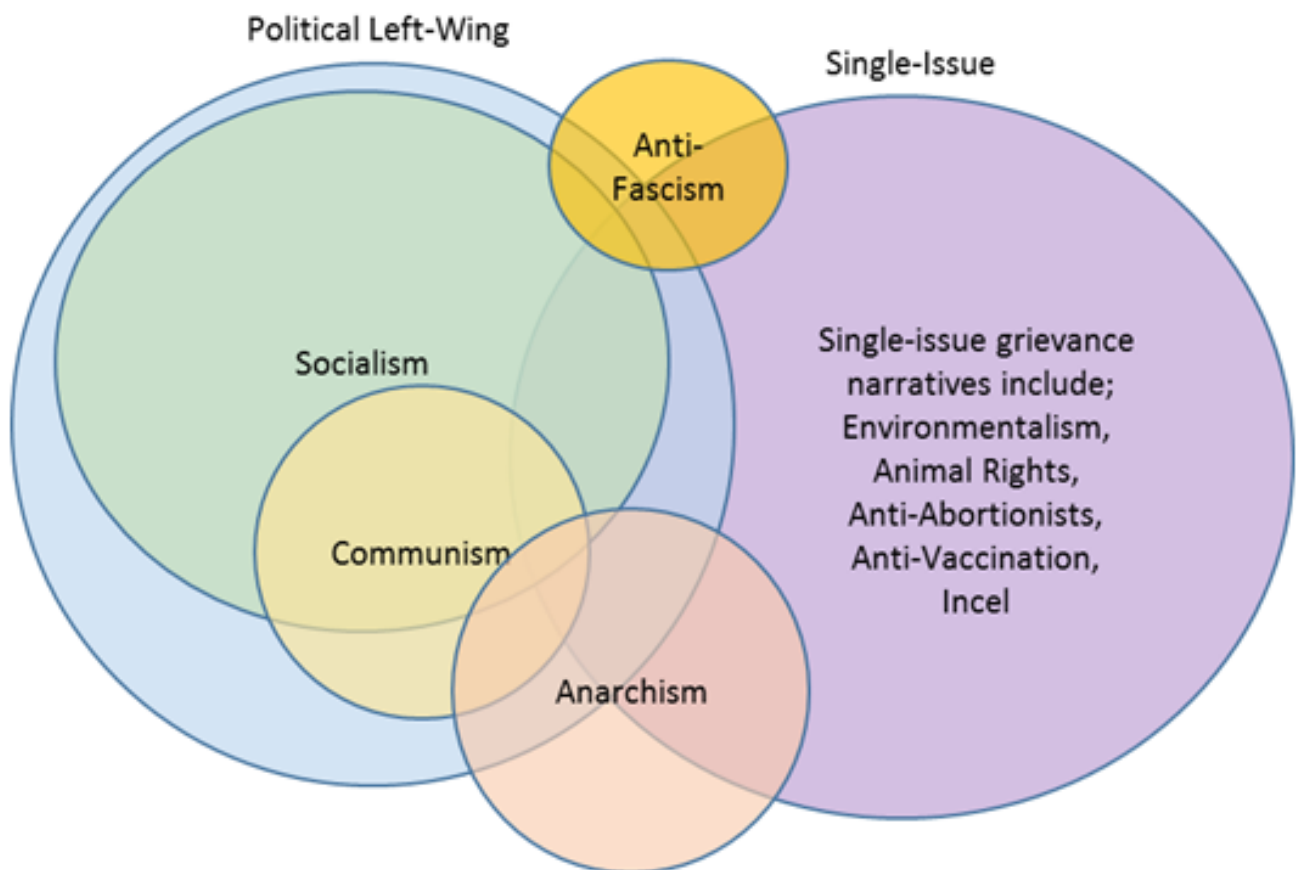 Political Left-Wing
Single-Issue
Anti-
Fascism
Socialism
Single-issue grievance
narratives include;
Environmentalism,
Animal Rights,
Anti-Abortionists,
Anti-Vaccination,
Incel
Communism
Anarchism